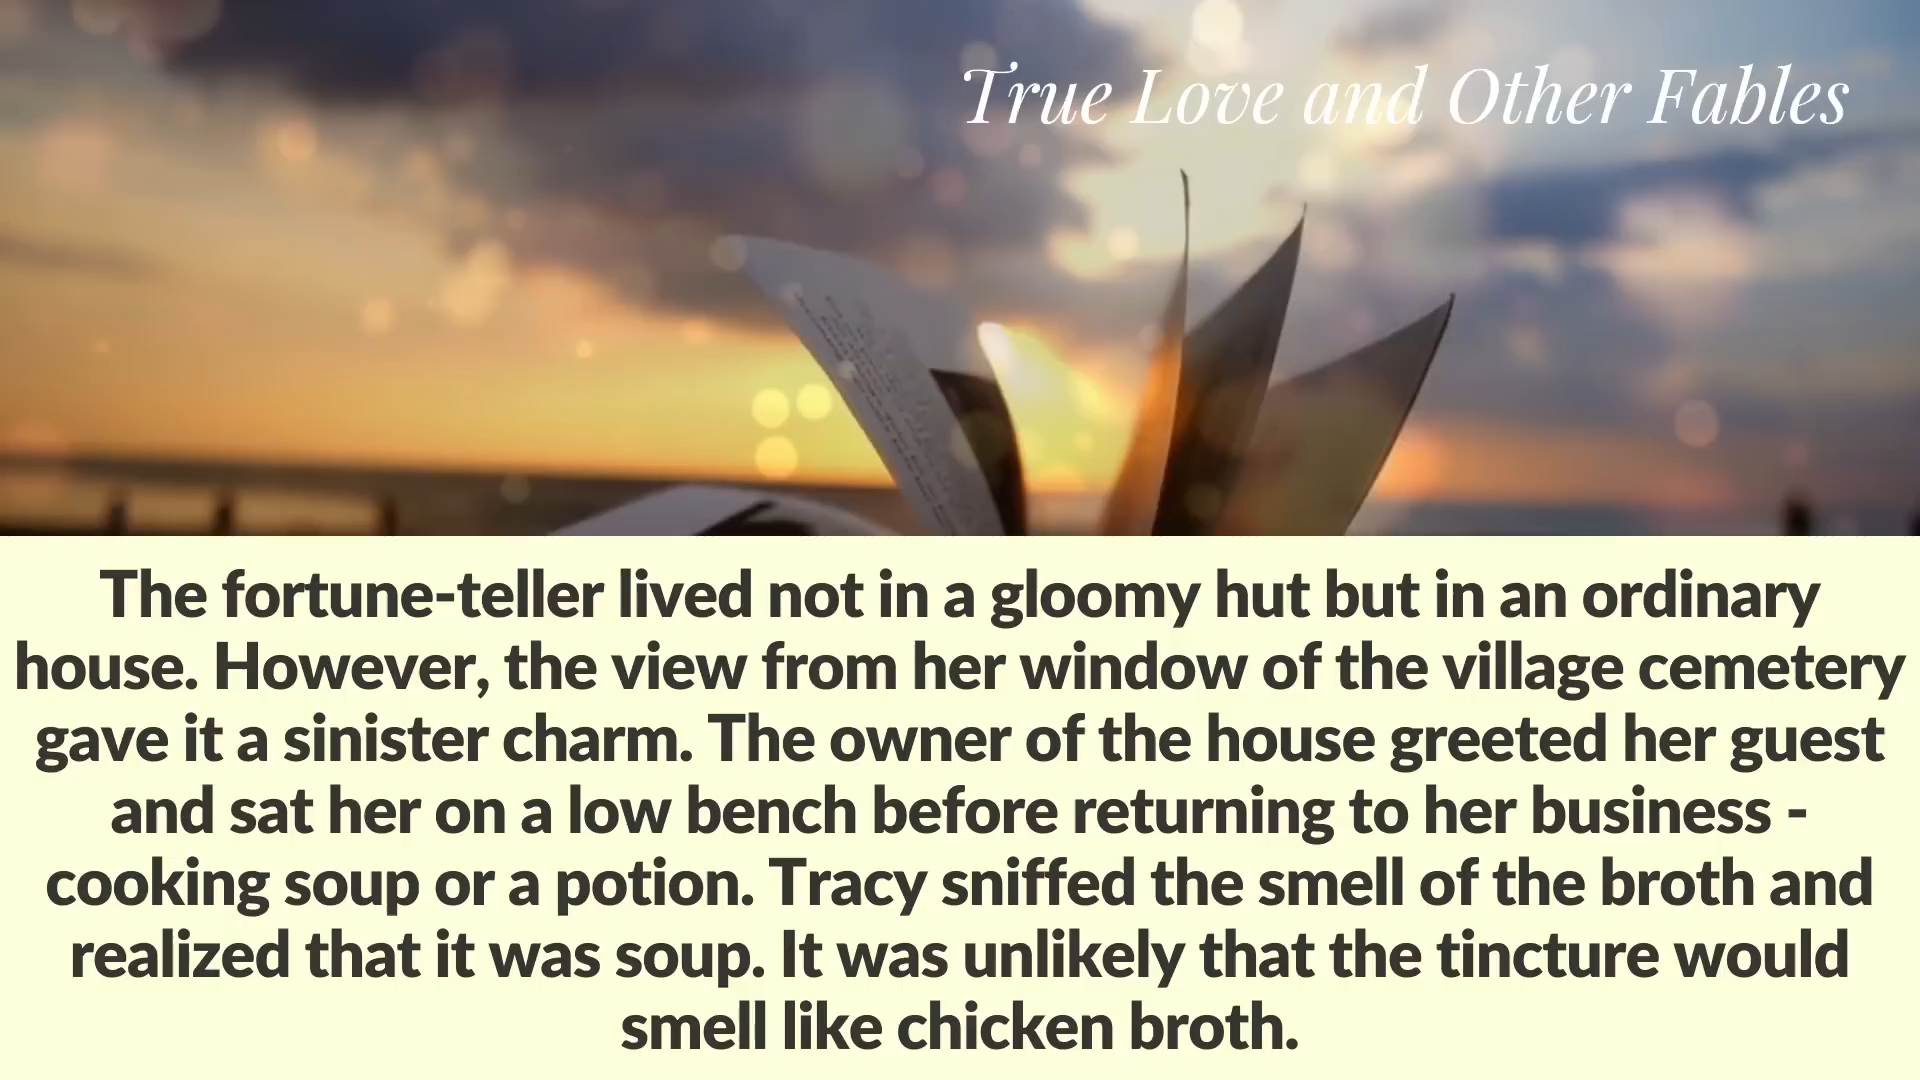 True Love and Other Fables
The fortune-teller lived not in a gloomy hut but in an ordinary
house. However, the view from her window of the village cemetery
gave it a sinister charm. The owner of the house greeted her guest
and sat her on a low bench before returning to her business -
cooking soup or a potion. Tracy sniffed the smell of the broth and
realized that it was soup. It was unlikely that the tincture would
smell like chicken broth.